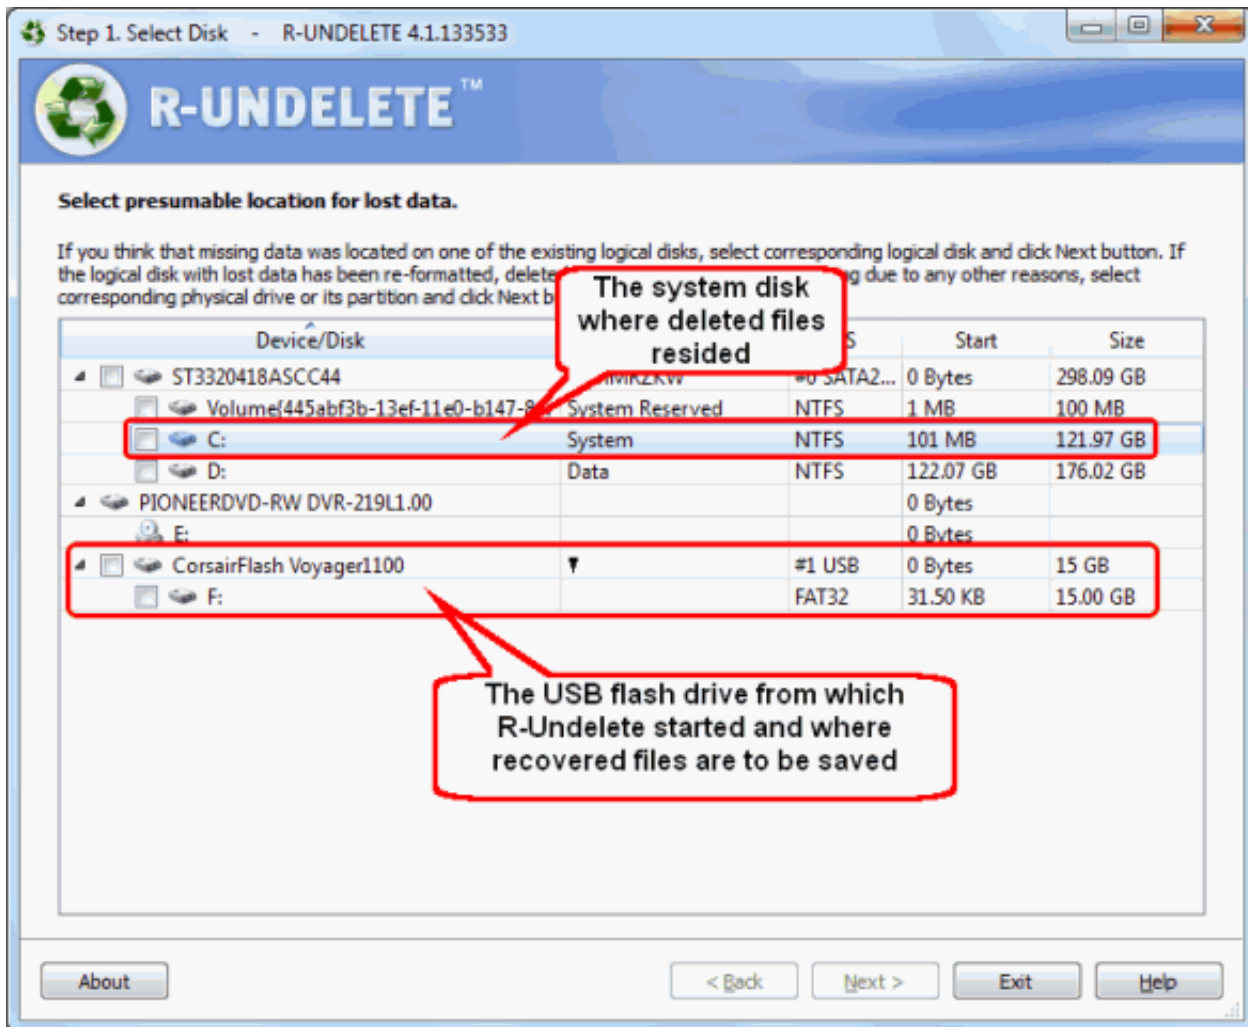 Step 1. Select Disk - R-UNDELETE 4.1.133533
R-UNDELETE™
Select presumable location for lost data.
If you think that missing data was located on one of the existing logical disks, select corresponding logical disk and click Next button. If
the logical disk with lost data has been re-formatted, due to any other reasons, select
corresponding physical drive or its partition and click Next
The system disk
where deleted files
resided
Device/Disk Start Size
ST3320418ASCC44 #0 SATA2... 0 Bytes 298.09 GB
Volume{445abf3b-13ef-11e0-b147-8 System Reserved NTFS 1 MB 100 MB
C: System NTFS 101 MB 121.97 GB
D: Data NTFS 122.07 GB 176.02 GB
PIONEERDVD-RW DVR-219L1.00 0 Bytes
E: 0 Bytes
CorsairFlash Voyager1100 #1 USB 0 Bytes 15 GB
F: FAT32 31.50 KB 15.00 GB
The USB flash drive from which
R-Undelete started and where
recovered files are to be saved
About < Back Next > Exit Help